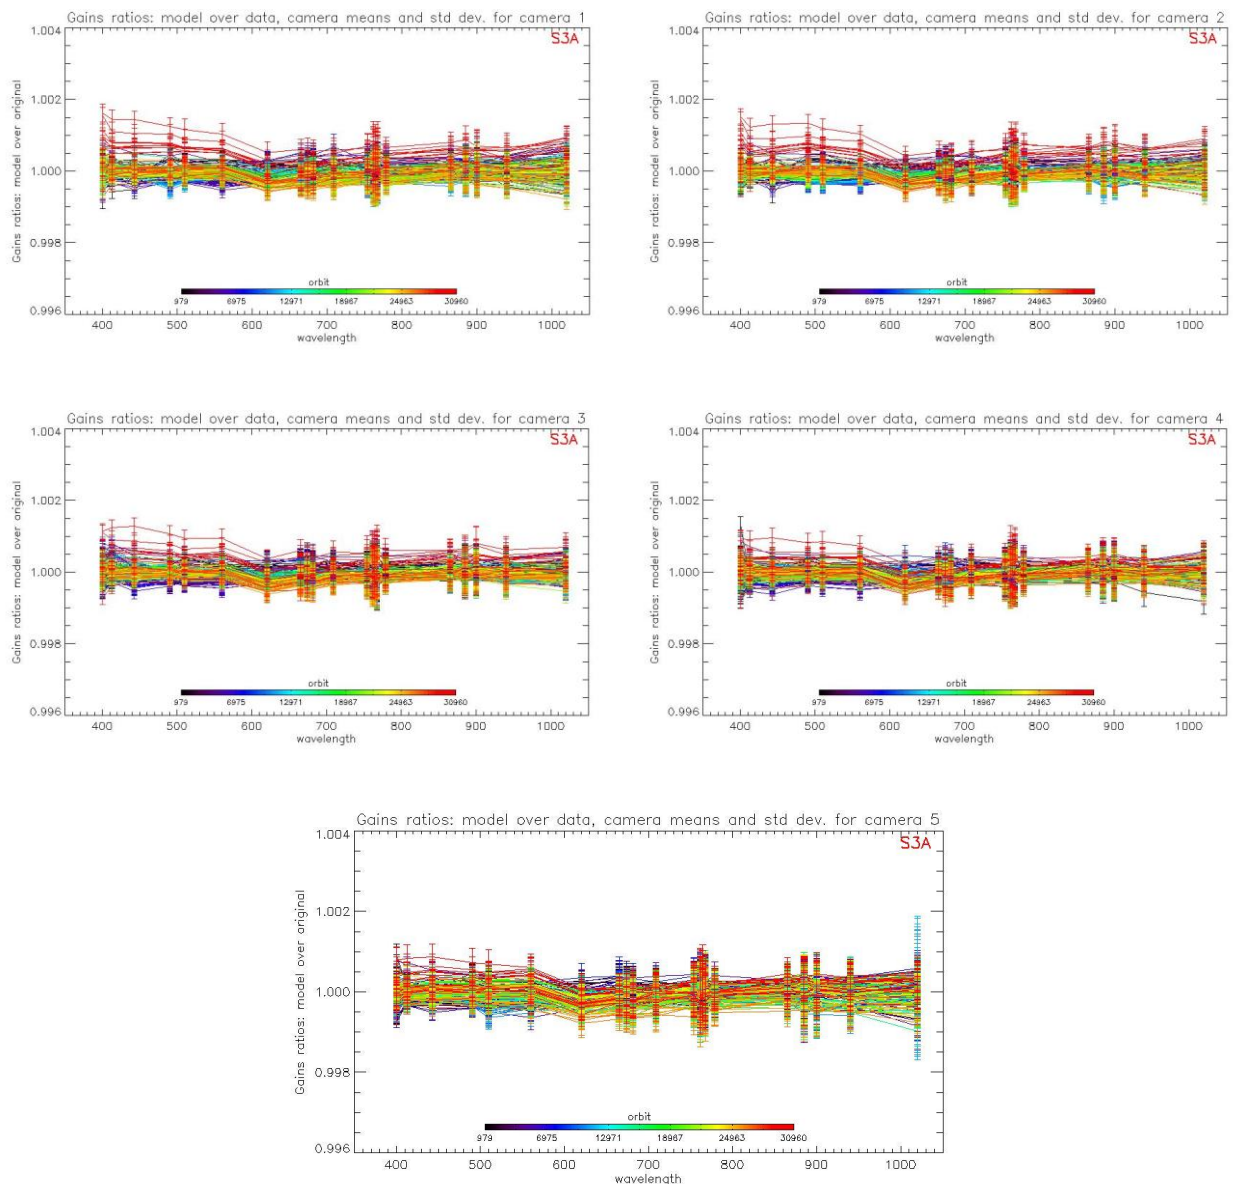 Gains ratios: model over data, camera means and std dev. for camera 1
S3A
Gains ratios: model over original
1.004
1.002
1.000
0.998
0.996
orbit
979 6975 12971 18967 24963 30960
400 500 600 700 800 900 1000
wavelength
Gains ratios: model over data, camera means and std dev. for camera 2
S3A
Gains ratios: model over original
1.004
1.002
1.000
0.998
0.996
orbit
979 6975 12971 18967 24963 30960
400 500 600 700 800 900 1000
wavelength
Gains ratios: model over data, camera means and std dev. for camera 3
S3A
Gains ratios: model over original
1.004
1.002
1.000
0.998
0.996
orbit
979 6975 12971 18967 24963 30960
400 500 600 700 800 900 1000
wavelength
Gains ratios: model over data, camera means and std dev. for camera 4
S3A
Gains ratios: model over original
1.004
1.002
1.000
0.998
0.996
orbit
979 6975 12971 18967 24963 30960
400 500 600 700 800 900 1000
wavelength
Gains ratios: model over data, camera means and std dev. for camera 5
S3A
Gains ratios: model over original
1.004
1.002
1.000
0.998
0.996
orbit
979 6975 12971 18967 24963 30960
400 500 600 700 800 900 1000
wavelength